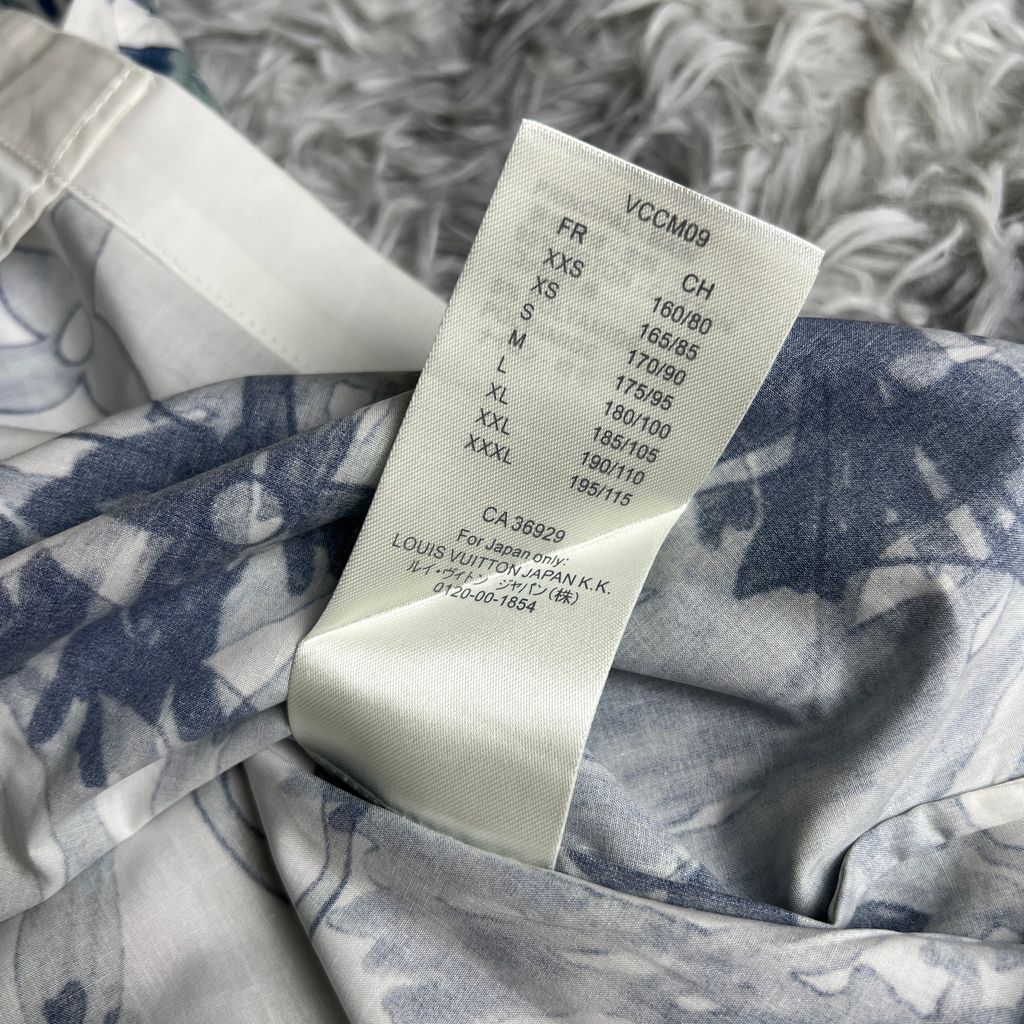 VCCM09
FR CH
XXS 160/80
XS 165/85
S 170/90
M 175/95
L 180/100
XL 185/105
XXL 190/110
XXXL 195/115
CA 36929
For Japan only:
LOUIS VUITTON JAPAN K.K.
ルイ・ヴィトン ジャパン(株)
0120-00-1854